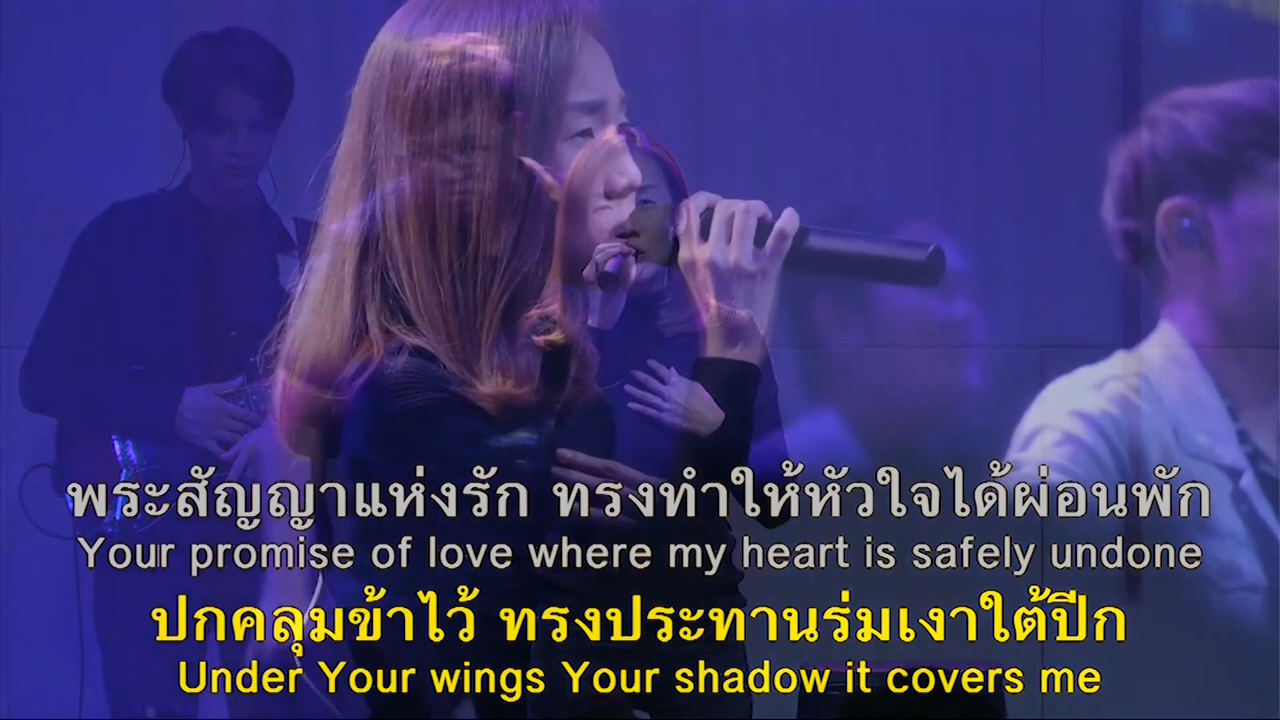 พระสัญญาแห่งรัก ทรงทำให้หัวใจได้ผ่อนพัก
Your promise of love where my heart is safely undone
ปกคลุมข้าไว้ ทรงประทานร่มเงาใต้ปีก
Under Your wings Your shadow it covers me